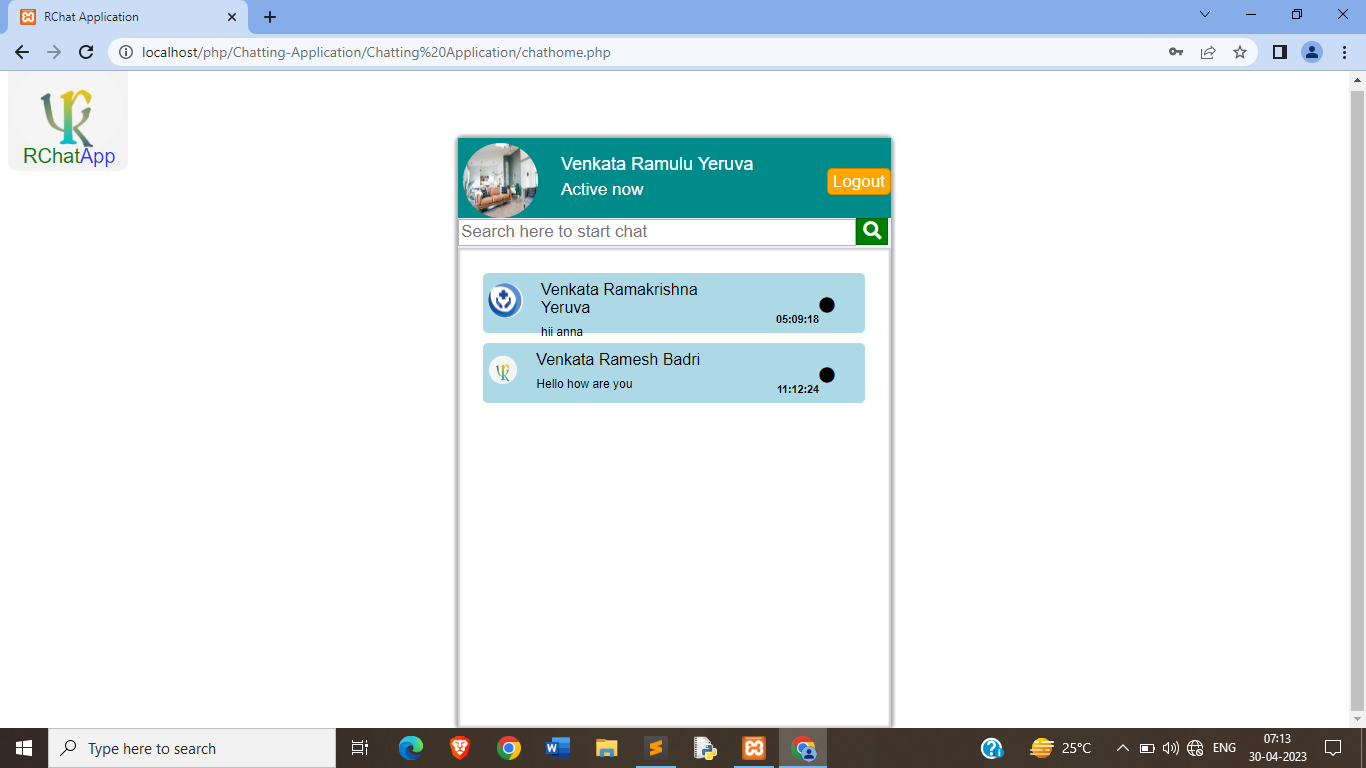 RChat Application
localhost/php/Chatting-Application/Chatting%20Application/chathome.php
RChatApp
Venkata Ramulu Yeruva
Active now
Logout
Search here to start chat
Venkata Ramakrishna
Yeruva
hii anna
05:09:18
Venkata Ramesh Badri
Hello how are you
11:12:24
Type here to search
25°C
ENG
07:13
30-04-2023